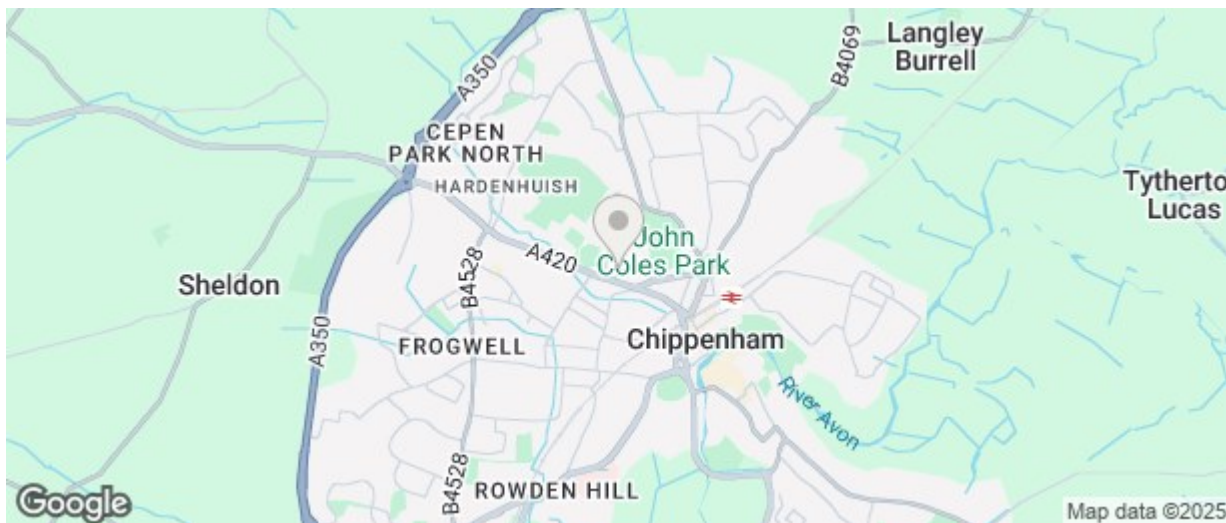 Langley
Burrell
B4069
A350
CEPEN
PARK NORTH
HARDENHUISH
Tytherto
Lucas
John
Coles Park
A420
B4528
Sheldon
A350
FROGWELL
Chippenham
River Avon
B4528
ROWDEN HILL
Google
Map data ©2025